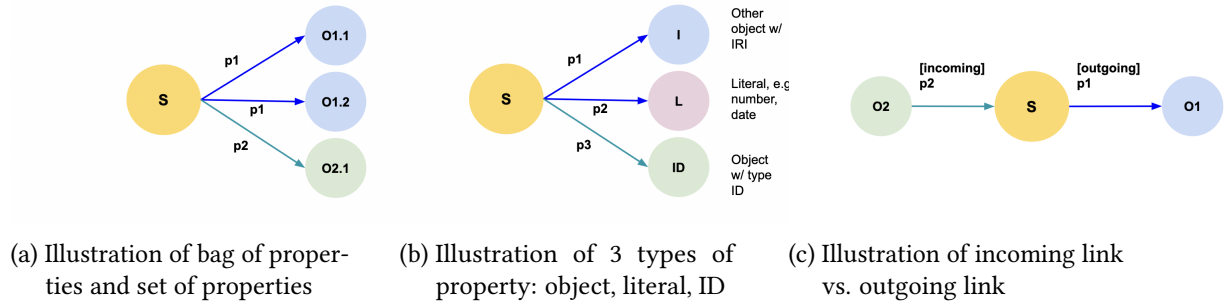 S
p1
p1
p2
O1.1
O1.2
O2.1
(a) Illustration of bag of proper-
ties and set of properties
S
p1
p2
p3
I
L
ID
Other
object w/
IRI
Literal, e.g
number,
date
Object
w/ type
ID
(b) Illustration of 3 types of
property: object, literal, ID
O2
[incoming]
p2
S
[outgoing]
p1
O1
(c) Illustration of incoming link
vs. outgoing link